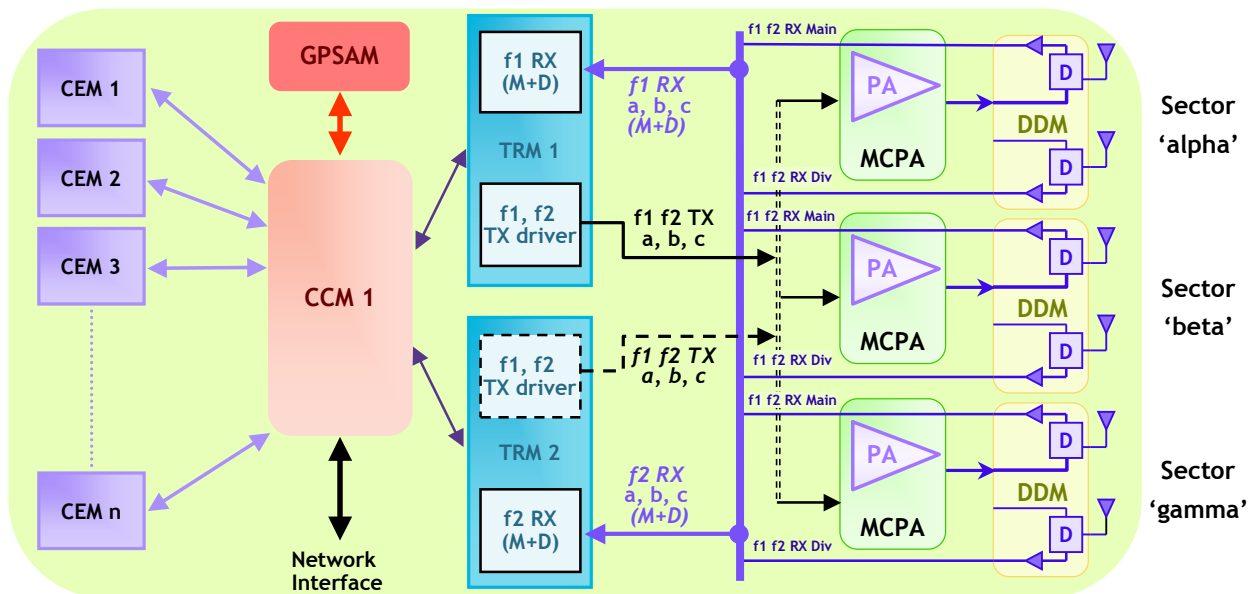 CEM 1
CEM 2
CEM 3
CEM n
GPSAM
CCM 1
Network
Interface
f1 RX
(M+D)
TRM 1
f1, f2
TX driver
f1, f2
TX driver
TRM 2
f2 RX
(M+D)
f1 RX
a, b, c
(M+D)
f1 f2 TX
a, b, c
f1 f2 TX
a, b, c
f2 RX
a, b, c
(M+D)
f1 f2 RX Main
PA
MCPA
D
DDM
D
f1 f2 RX Div
Sector
‘alpha’
f1 f2 RX Main
PA
MCPA
D
DDM
D
f1 f2 RX Div
Sector
‘beta’
f1 f2 RX Main
PA
MCPA
D
DDM
D
f1 f2 RX Div
Sector
‘gamma’